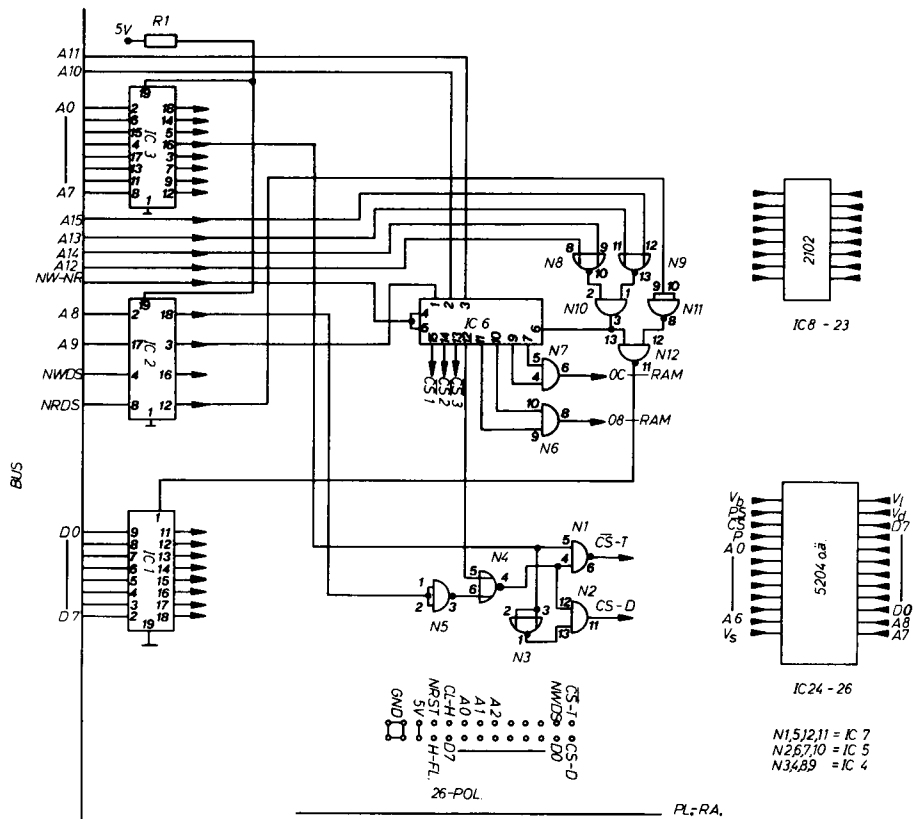 R1
5V
A11
A10
19
A0
2 18
6 14
15 5
4 16
17 3
13 7
11 9
A7 8 12
IC 3
1
A15
A13
A14
A12
NW-NR
19
A8 2 18
A9 17 3
NWDS 4 16
NRDS 8 12
IC 2
1
BUS
1
D0 9 11
8 12
7 13
6 14
5 15
4 16
3 17
D7 2 18
IC 1
19
8 9 11 12
N8 N9
10 13
9 10
2 1
N10 N11
3 8
1 2 3
4
5
IC 6
6
15 14 13 12 11 10 9 7
13 12
N12
11
CS 1
CS 2
CS 3
N7
5
4
6
0C-RAM
10
9
8
08-RAM
N6
N1
5
4
6
C̅S̅-T
N4
5
6
4
1
2
3
N5
N2
12
13
11
CS-D
2 3
1
N3
GND
5V
NRST
CL-H
A0
A1
A2
NWDS
C̅S̅-T
H-FL.
D7
D0
CS-D
26-POL.
PL-RA.
2102
IC8 - 23
Vb
PS
CS
P
A0
A6
Vs
5204 o.ä.
Vl
Vd
D7
D0
A8
A7
IC24 - 26
N1,5,12,11 = IC 7
N2,6,7,10 = IC 5
N3,4,8,9 = IC 4